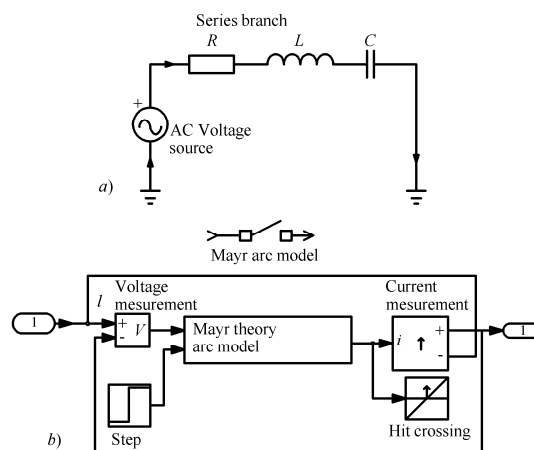 Series branch
R L C
+
AC Voltage
source
a)
Mayr arc model
l Voltage
mesurement
Current
mesurement
1
+
-
V
Mayr theory
arc model
i
+
-
1
Step
Hit crossing
b)